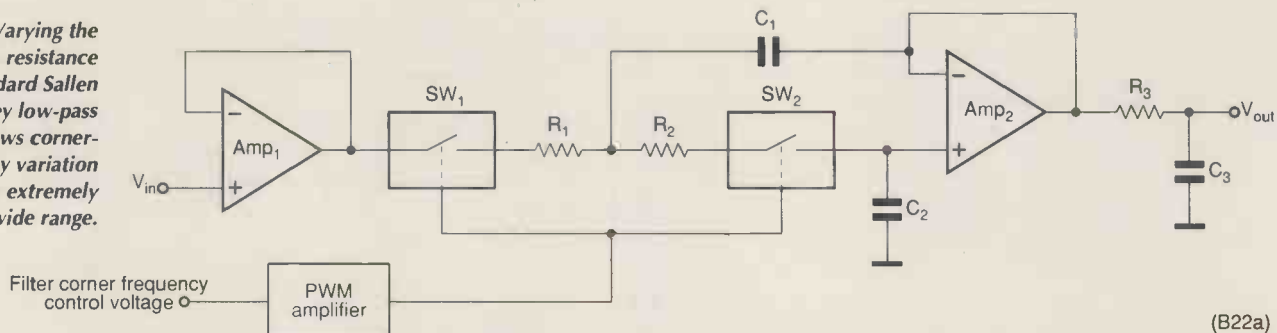 Varying the
resistance
dard Sallen
ey low-pass
ws corner-
y variation
extremely
wide range.
C1
SW1
R1
R2
SW2
R3
Amp1
Amp2
Vin
Vout
C2
C3
−
+
−
+
Filter corner frequency
control voltage
PWM
amplifier
(B22a)